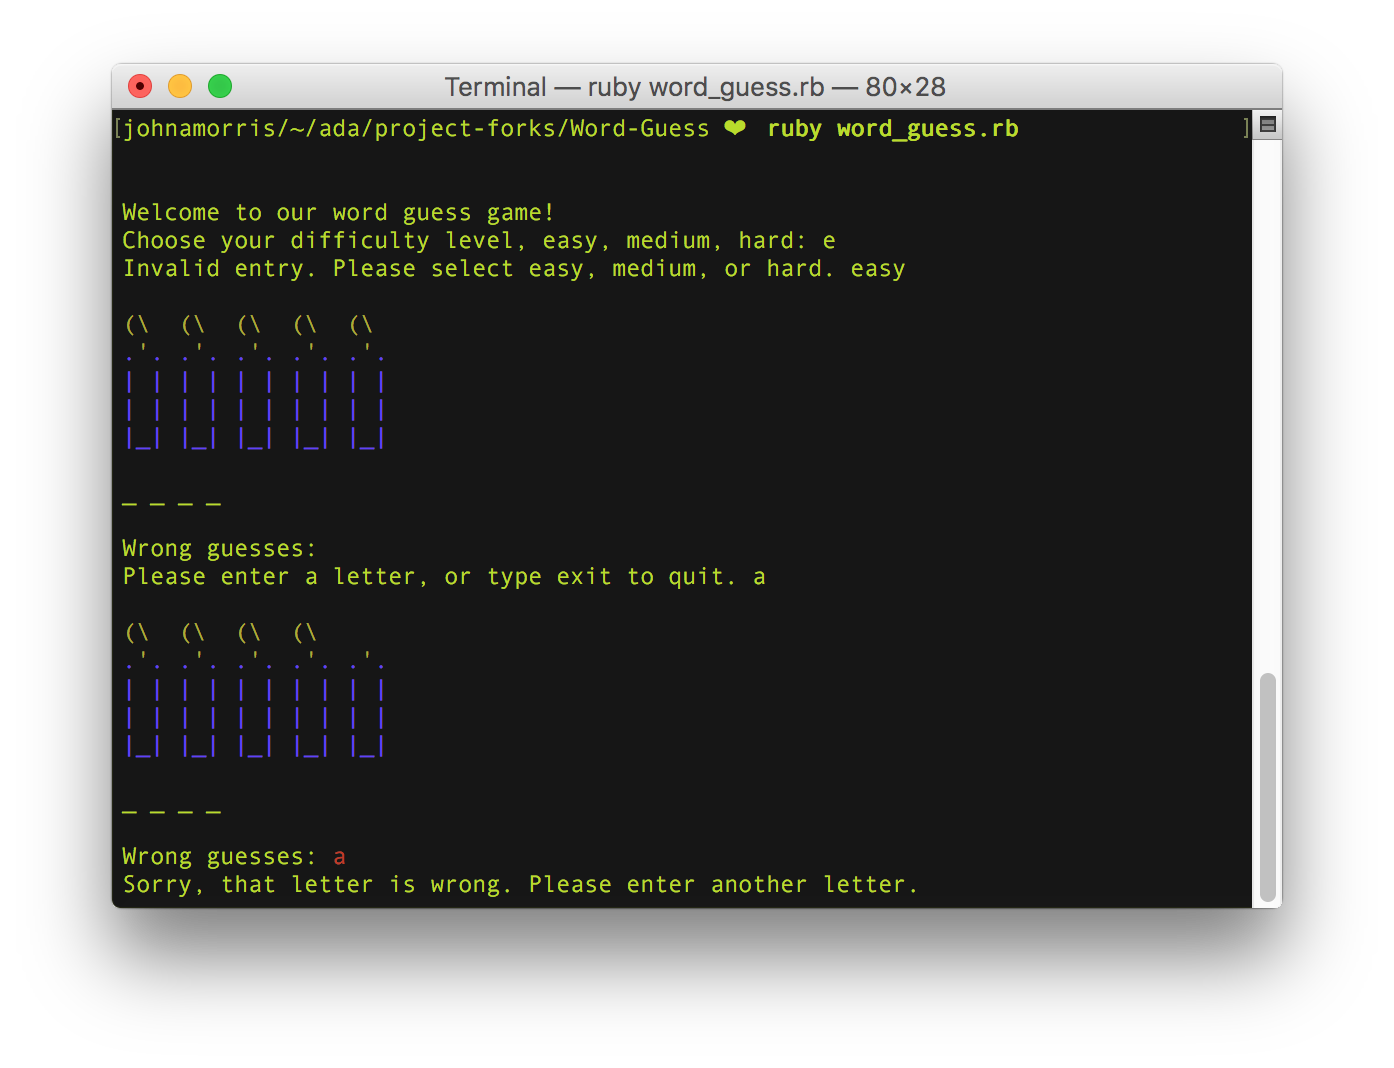 Terminal — ruby word_guess.rb — 80×28
[johnamorris/~/ada/project-forks/Word-Guess ❤ ruby word_guess.rb ]
Welcome to our word guess game!
Choose your difficulty level, easy, medium, hard: e
Invalid entry. Please select easy, medium, or hard. easy
(\  (\  (\  (\  (\
.'. .'. .'. .'. .'.
| | | | | | | | | |
| | | | | | | | | |
|_| |_| |_| |_| |_|
_ _ _ _
Wrong guesses:
Please enter a letter, or type exit to quit. a
(\  (\  (\  (\
.'. .'. .'. .'. .'.
| | | | | | | | | |
| | | | | | | | | |
|_| |_| |_| |_| |_|
_ _ _ _
Wrong guesses: a
Sorry, that letter is wrong. Please enter another letter.